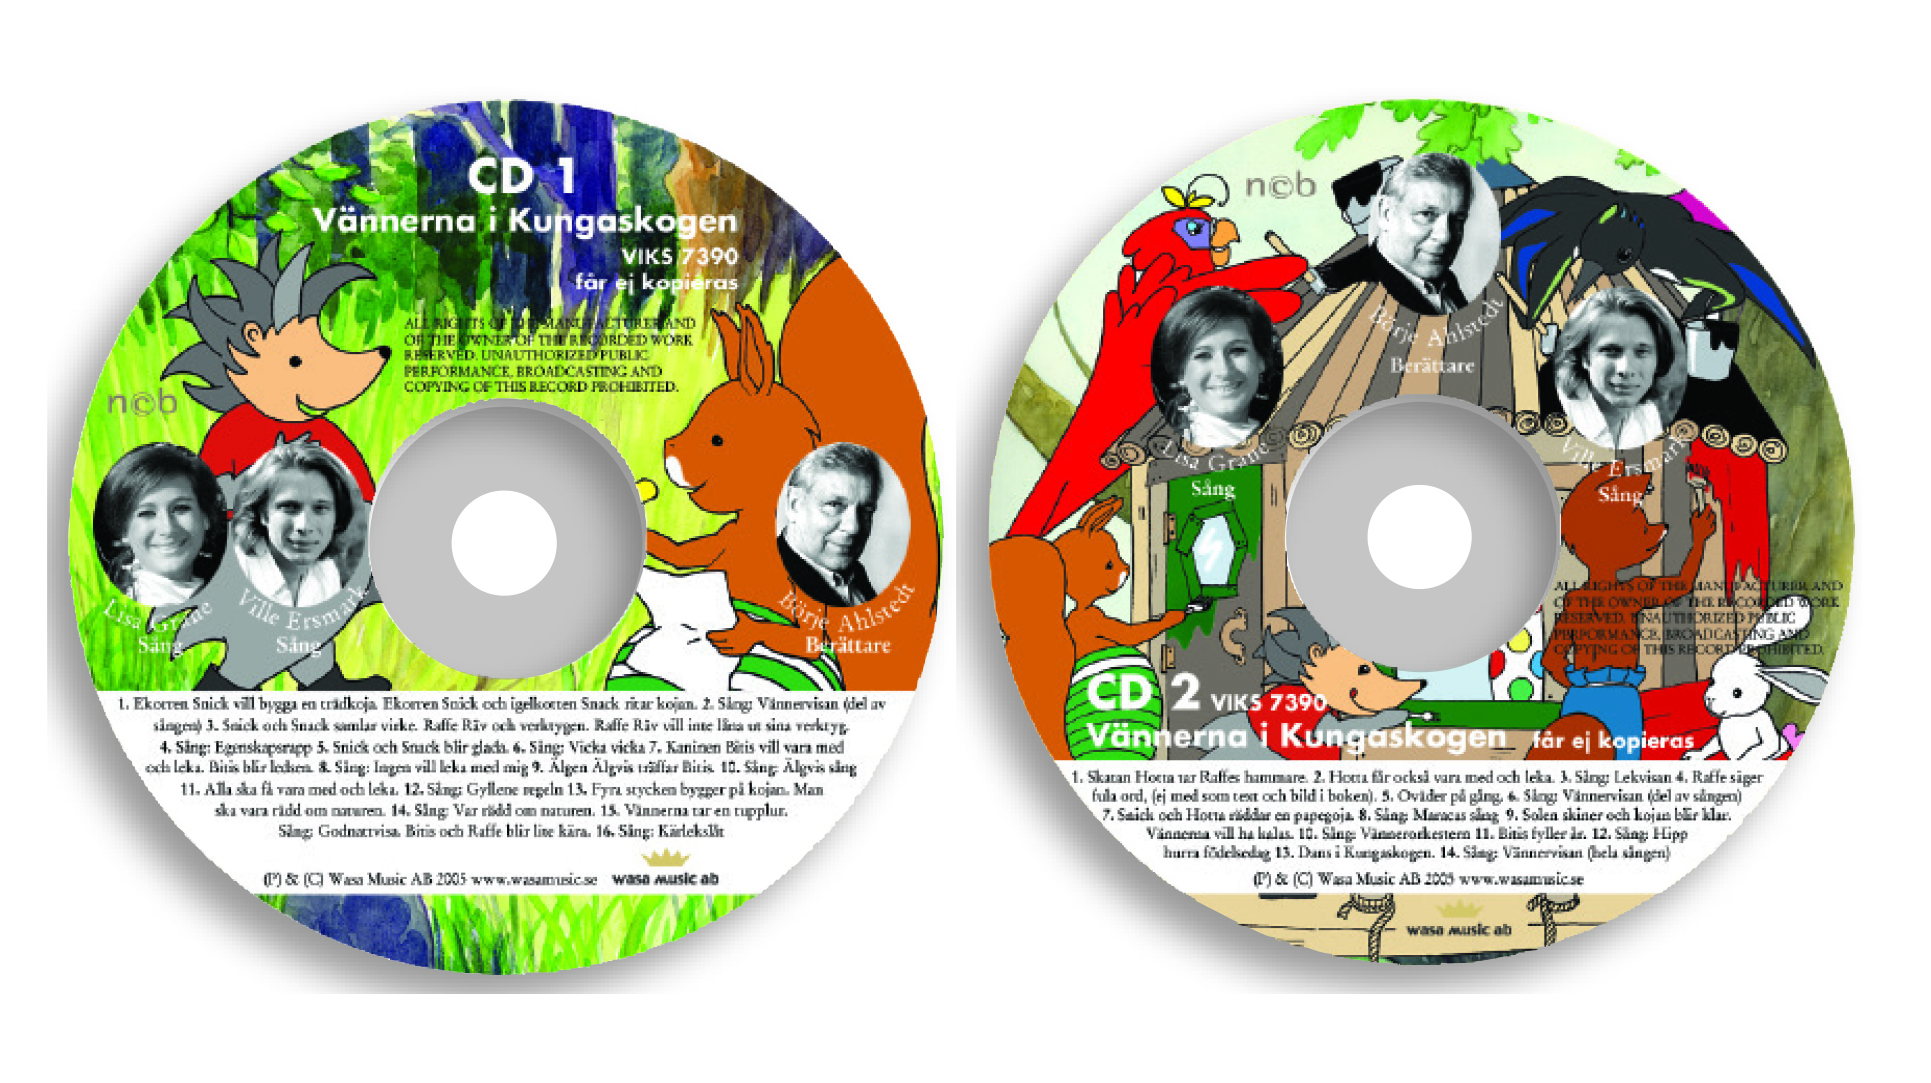 CD 1
Vännerna i Kungaskogen
VIKS 7390
får ej kopieras
ALL RIGHTS OF THE MANUFACTURER AND
OF THE OWNER OF THE RECORDED WORK
RESERVED. UNAUTHORIZED PUBLIC
PERFORMANCE, BROADCASTING AND
COPYING OF THIS RECORD PROHIBITED.
n©b
Lisa Grane
Sång
Ville Ersmark
Sång
Börje Ahlstedt
Berättare
1. Ekorren Snick vill bygga en trädkoja. Ekorren Snick och igelkotten Snack ritar kojan. 2. Sång: Vännervisan (del av
sången) 3. Snick och Snack samlar virke. Raffe Räv och verktygen. Raffe Räv vill inte låna ut sina verktyg.
4. Sång: Egenskapsrapp 5. Snick och Snack blir glada. 6. Sång: Vicka vicka 7. Kaninen Bitis vill vara med
och leka. Bitis blir ledsen. 8. Sång: Ingen vill leka med mig 9. Älgen Älgvis träffar Bitis. 10. Sång: Älgvis sång
11. Alla ska få vara med och leka. 12. Sång: Gyllene regeln 13. Fyra stycken bygger på kojan. Man
ska vara rädd om naturen. 14. Sång: Var rädd om naturen. 15. Vännerna tar en tupplur.
Sång: Godnattvisa. Bitis och Raffe blir lite kära. 16. Sång: Kärlekslåt
(P) & (C) Wasa Music AB 2005 www.wasamusic.se wasa music ab
n©b
Börje Ahlstedt
Berättare
Lisa Grane
Sång
Ville Ersmark
Sång
ALL RIGHTS OF THE MANUFACTURER AND
OF THE OWNER OF THE RECORDED WORK
RESERVED. UNAUTHORIZED PUBLIC
PERFORMANCE, BROADCASTING AND
COPYING OF THIS RECORD PROHIBITED.
CD 2 VIKS 7390
Vännerna i Kungaskogen får ej kopieras
1. Skatan Hotta tar Raffes hammare. 2. Hotta får också vara med och leka. 3. Sång: Lekvisan 4. Raffe säger
fula ord, (ej med som text och bild i boken). 5. Oväder på gång. 6. Sång: Vännervisan (del av sången)
7. Snick och Hotta räddar en papegoja. 8. Sång: Maracas sång 9. Solen skiner och kojan blir klar.
Vännerna vill ha kalas. 10. Sång: Vännerorkestern 11. Bitis fyller år. 12. Sång: Hipp
hurra födelsedag 13. Dans i Kungaskogen. 14. Sång: Vännervisan (hela sången)
(P) & (C) Wasa Music AB 2005 www.wasamusic.se
wasa music ab